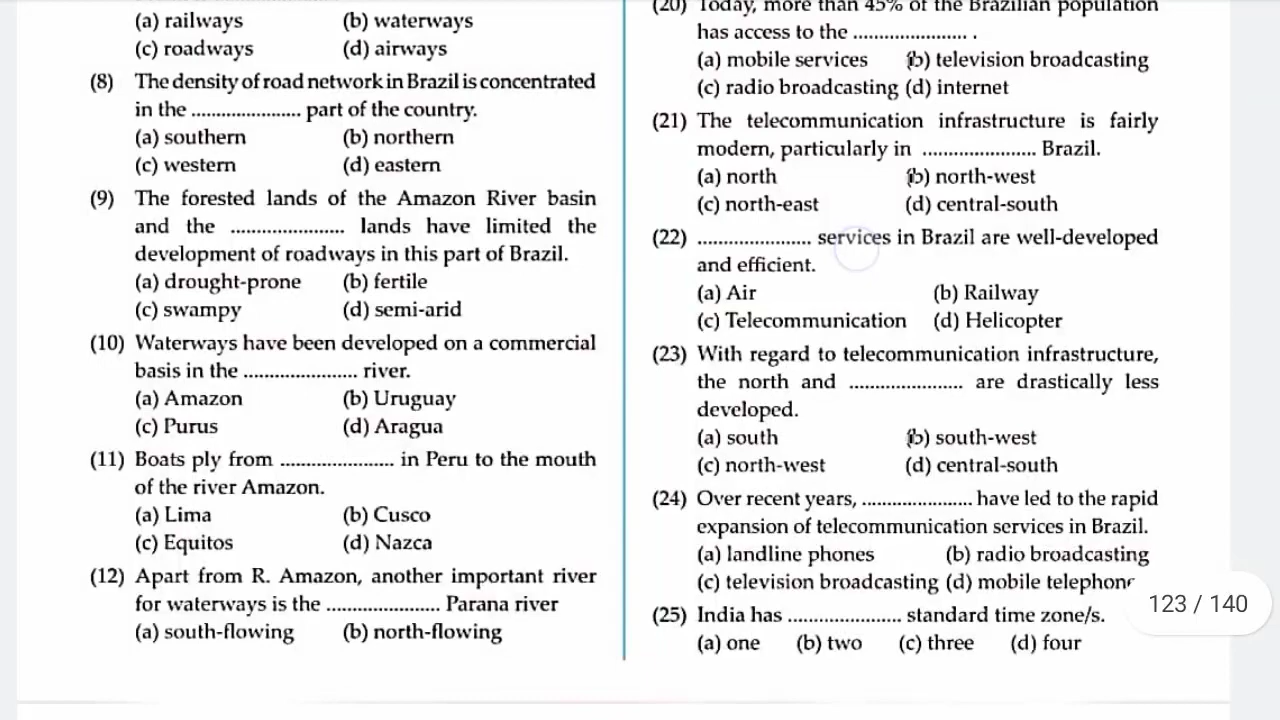 (a) railways (b) waterways
(c) roadways (d) airways
(8) The density of road network in Brazil is concentrated
in the ...................... part of the country.
(a) southern (b) northern
(c) western (d) eastern
(9) The forested lands of the Amazon River basin
and the ...................... lands have limited the
development of roadways in this part of Brazil.
(a) drought-prone (b) fertile
(c) swampy (d) semi-arid
(10) Waterways have been developed on a commercial
basis in the ...................... river.
(a) Amazon (b) Uruguay
(c) Purus (d) Aragua
(11) Boats ply from ...................... in Peru to the mouth
of the river Amazon.
(a) Lima (b) Cusco
(c) Equitos (d) Nazca
(12) Apart from R. Amazon, another important river
for waterways is the ...................... Parana river
(a) south-flowing (b) north-flowing
(20) Today, more than 45% of the Brazilian population
has access to the ...................... .
(a) mobile services (b) television broadcasting
(c) radio broadcasting (d) internet
(21) The telecommunication infrastructure is fairly
modern, particularly in ...................... Brazil.
(a) north (b) north-west
(c) north-east (d) central-south
(22) ...................... services in Brazil are well-developed
and efficient.
(a) Air (b) Railway
(c) Telecommunication (d) Helicopter
(23) With regard to telecommunication infrastructure,
the north and ...................... are drastically less
developed.
(a) south (b) south-west
(c) north-west (d) central-south
(24) Over recent years, ...................... have led to the rapid
expansion of telecommunication services in Brazil.
(a) landline phones (b) radio broadcasting
(c) television broadcasting (d) mobile telephone
(25) India has ...................... standard time zone/s.
(a) one (b) two (c) three (d) four
123 / 140